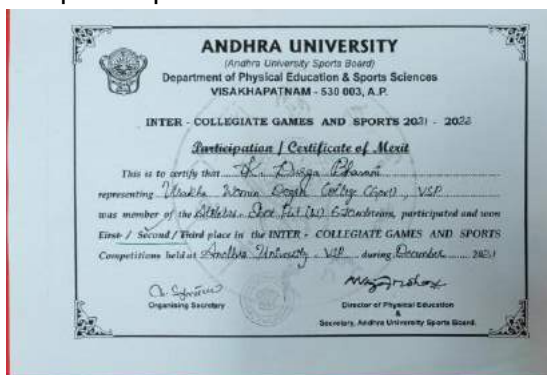 ANDHRA UNIVERSITY
(Andhra University Sports Board)
Department of Physical Education & Sports Sciences
VISAKHAPATNAM - 530 003, A.P.
INTER - COLLEGIATE GAMES AND SPORTS 2021 - 2022
Participation / Certificate of Merit
This is to certify that K. Durga Bhavani
representing Visakha Women Degree College VSP
was member of the Shot Put (W) team, participated and won
First / Second / Third place in the INTER - COLLEGIATE GAMES AND SPORTS
Competitions held at Andhra University, VSP during December 2021
Organising Secretary
Director of Physical Education
&
Secretary, Andhra University Sports Board.